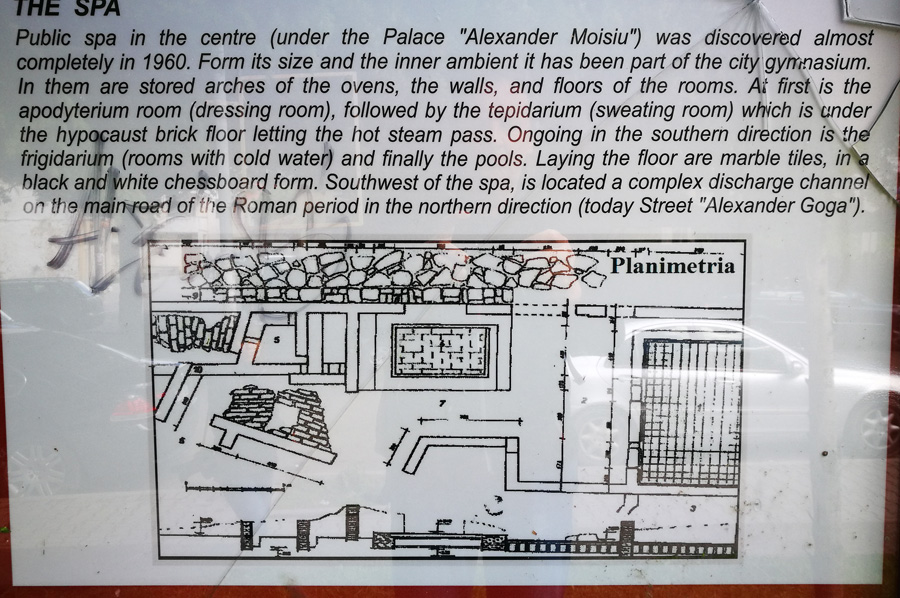 THE SPA
Public spa in the centre (under the Palace "Alexander Moisiu") was discovered almost
completely in 1960. Form its size and the inner ambient it has been part of the city gymnasium.
In them are stored arches of the ovens, the walls, and floors of the rooms. At first is the
apodyterium room (dressing room), followed by the tepidarium (sweating room) which is under
the hypocaust brick floor letting the hot steam pass. Ongoing in the southern direction is the
frigidarium (rooms with cold water) and finally the pools. Laying the floor are marble tiles, in a
black and white chessboard form. Southwest of the spa, is located a complex discharge channel
on the main road of the Roman period in the northern direction (today Street "Alexander Goga").
Planimetria
5
7